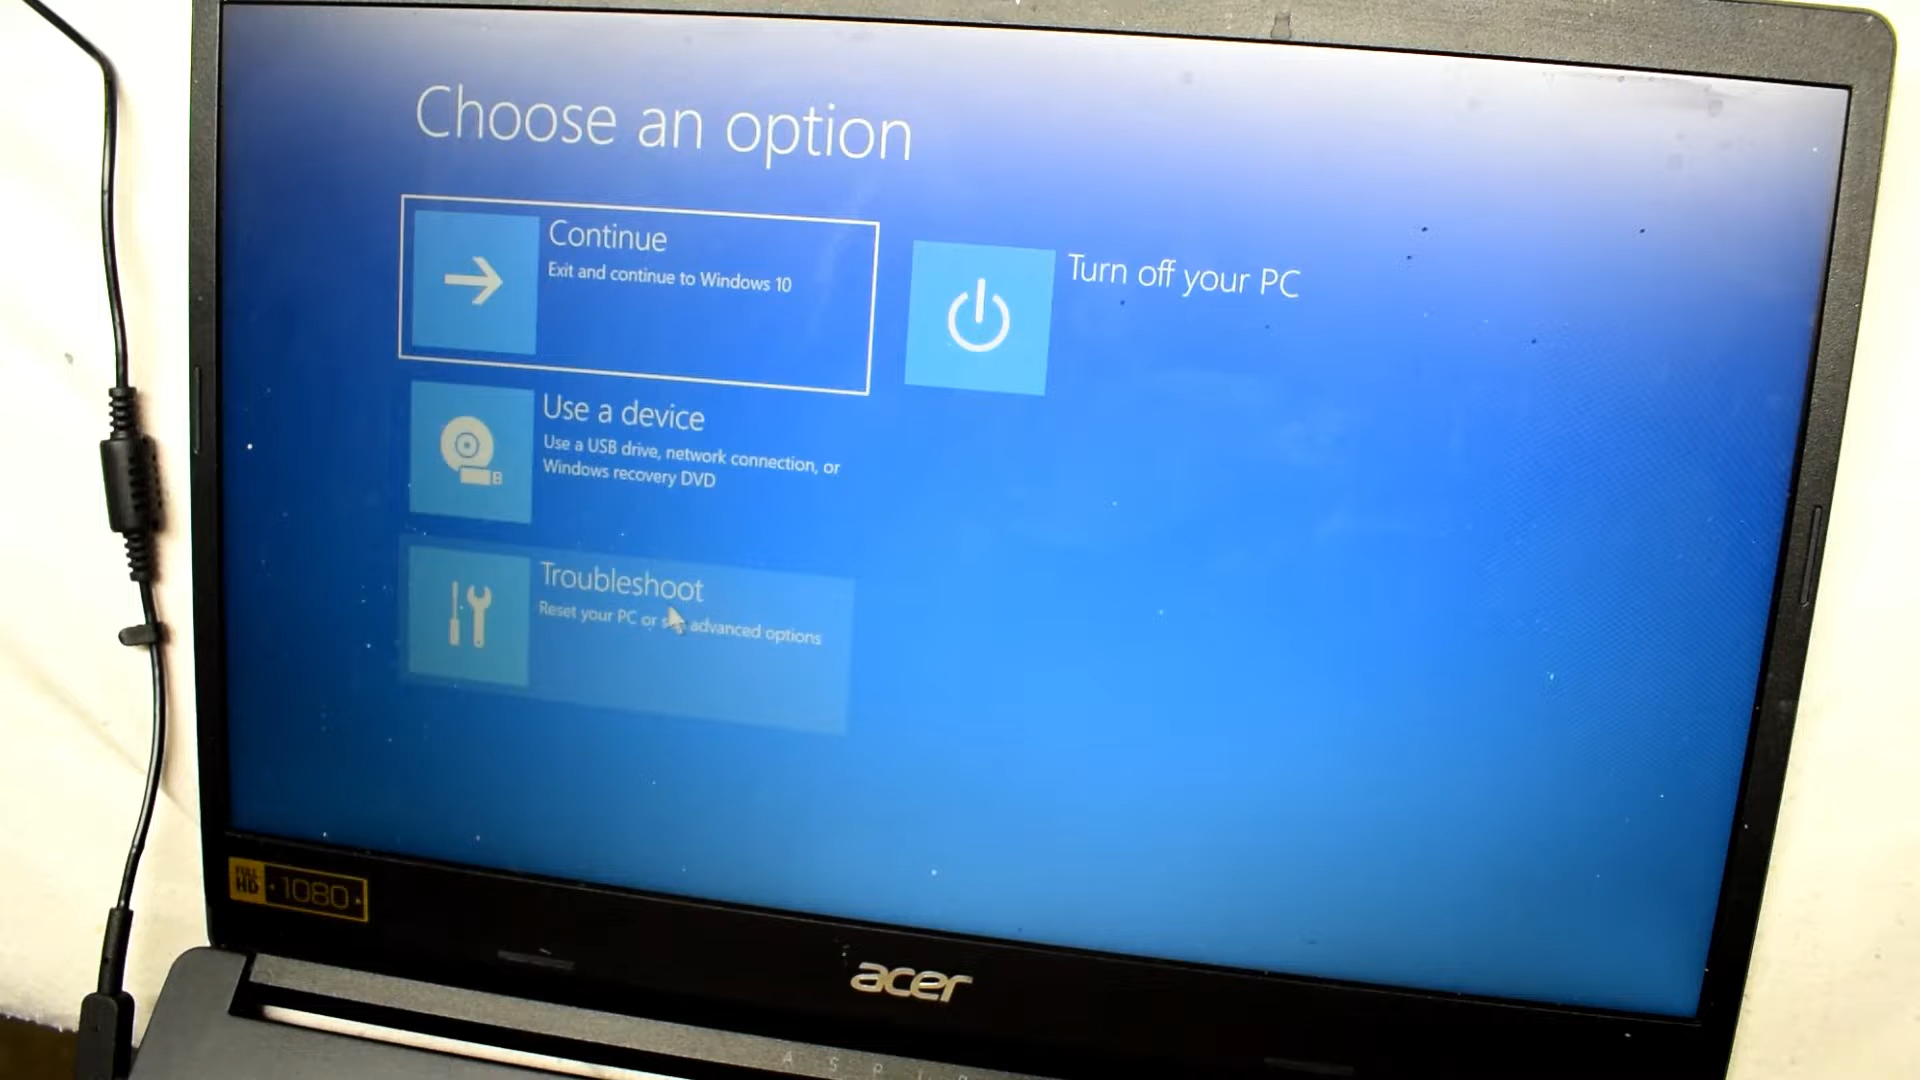 Choose an option
Continue
Exit and continue to Windows 10
Turn off your PC
Use a device
Use a USB drive, network connection, or
Windows recovery DVD
Troubleshoot
Reset your PC or advanced options
FULL
HD
1080
acer